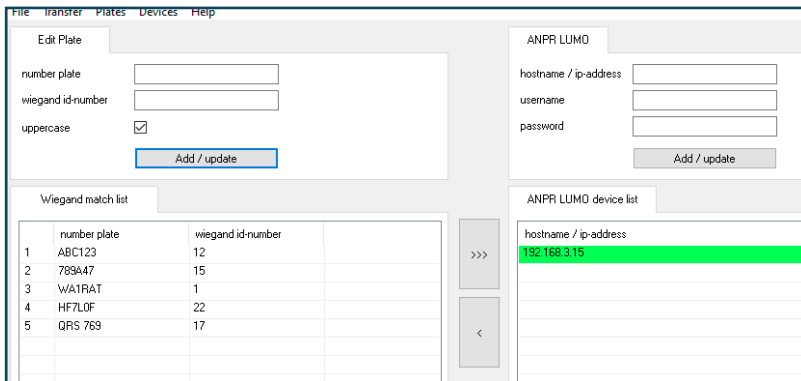 File Transfer Plates Devices Help
Edit Plate
number plate
wiegand id-number
uppercase
Add / update
ANPR LUMO
hostname / ip-address
username
password
Add / update
Wiegand match list
number plate wiegand id-number
1 ABC123 12
2 789A47 15
3 WA1RAT 1
4 HF7L0F 22
5 QRS 769 17
>>>
<
ANPR LUMO device list
hostname / ip-address
192.168.3.15